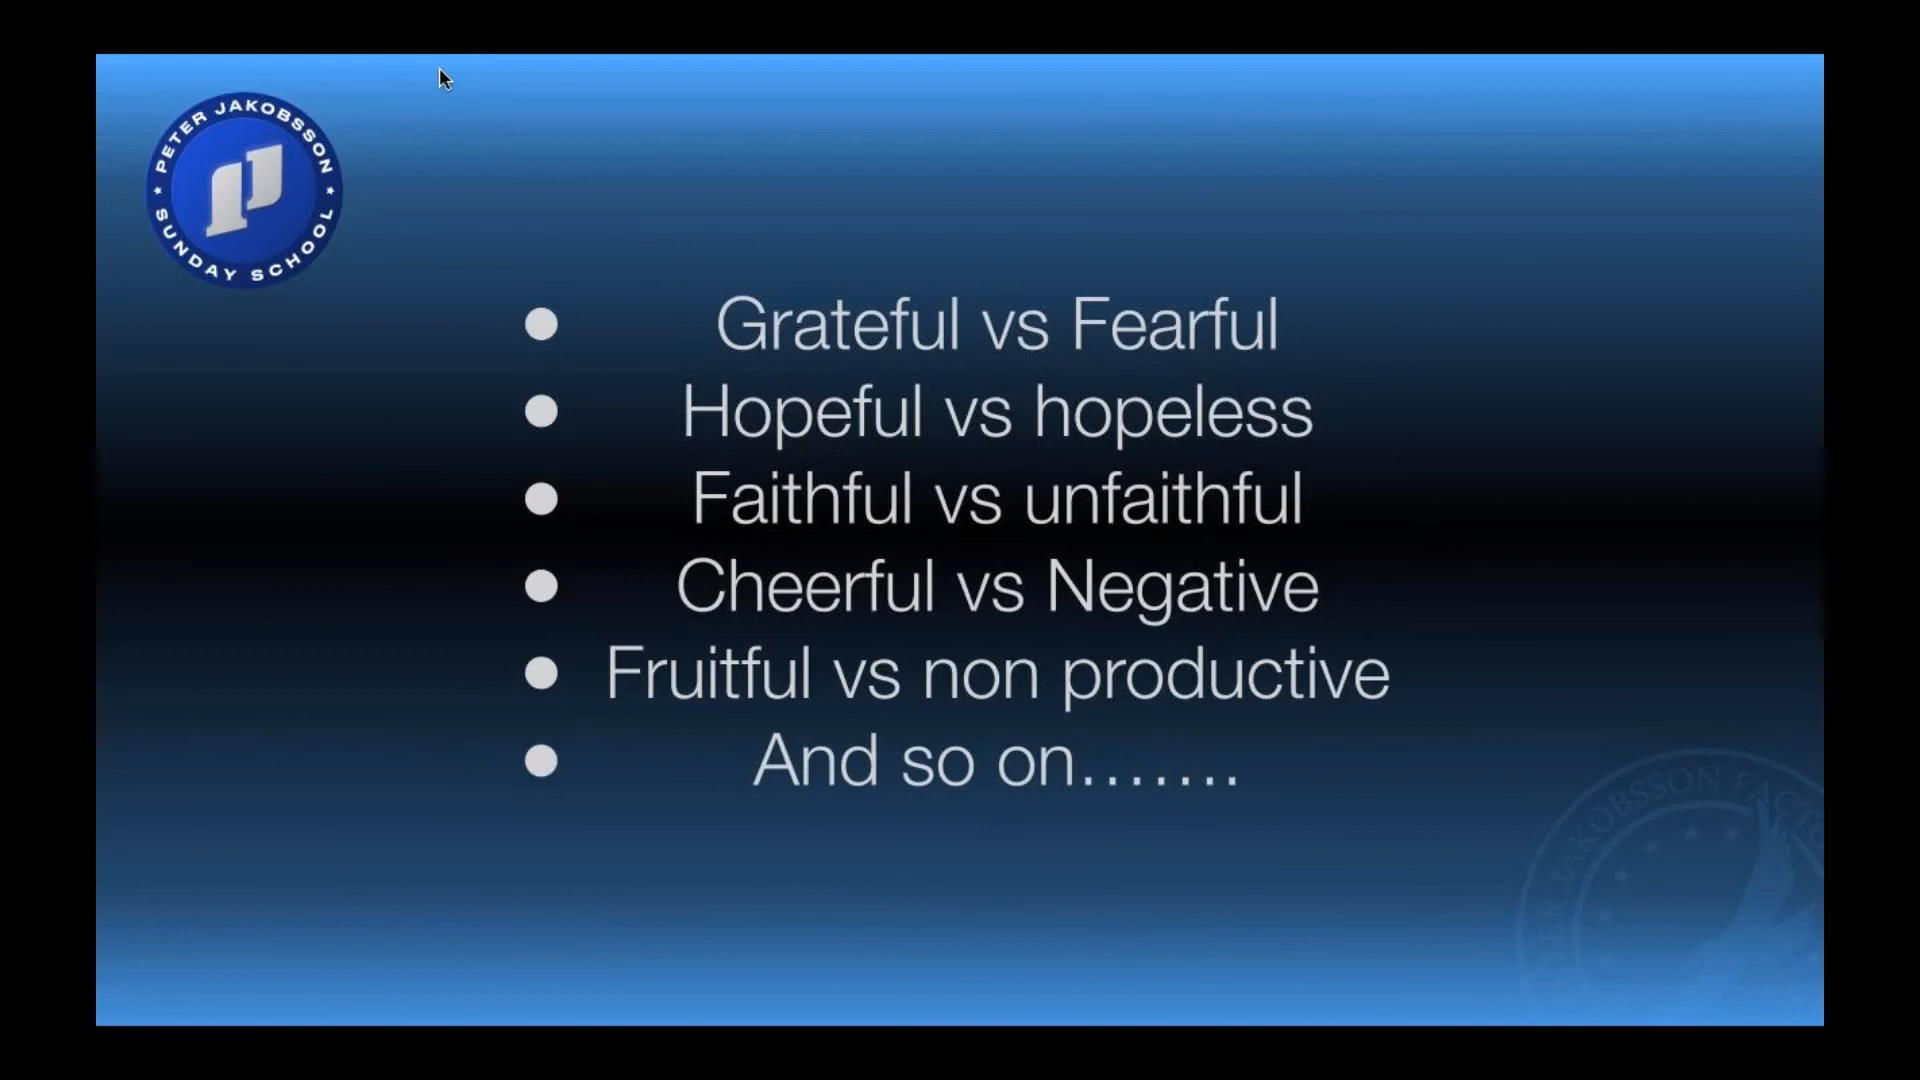 PETER JAKOBSSON
SUNDAY SCHOOL
● Grateful vs Fearful
● Hopeful vs hopeless
● Faithful vs unfaithful
● Cheerful vs Negative
● Fruitful vs non productive
● And so on.......
JAKOBSSON